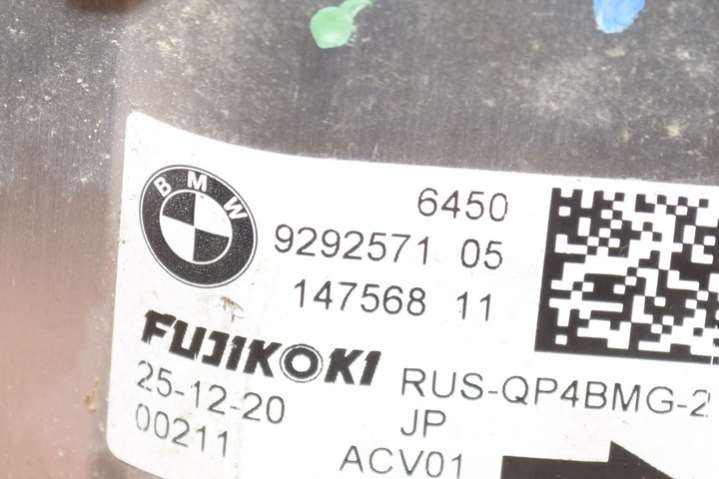 BMW
6450
9292571 05
147568 11
FUJIKOKI
RUS-QP4BMG-2
25-12-20
JP
00211
ACV01